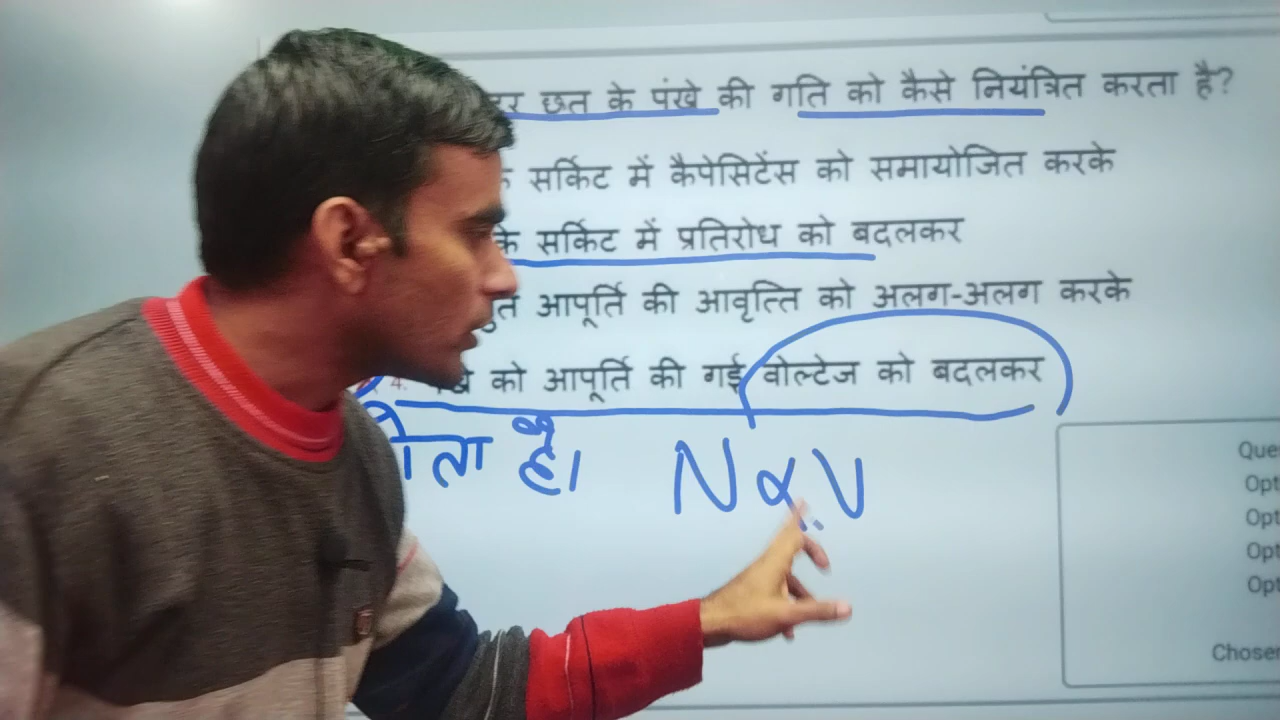 छत के पंखे की गति को कैसे नियंत्रित करता है?
सर्किट में कैपेसिटेंस को समायोजित करके
के सर्किट में प्रतिरोध को बदलकर
आपूर्ति की आवृत्ति को अलग-अलग करके
4. को आपूर्ति की गई वोल्टेज को बदलकर
है। N α V
Que
Opt
Opt
Opt
Opt
Chosen